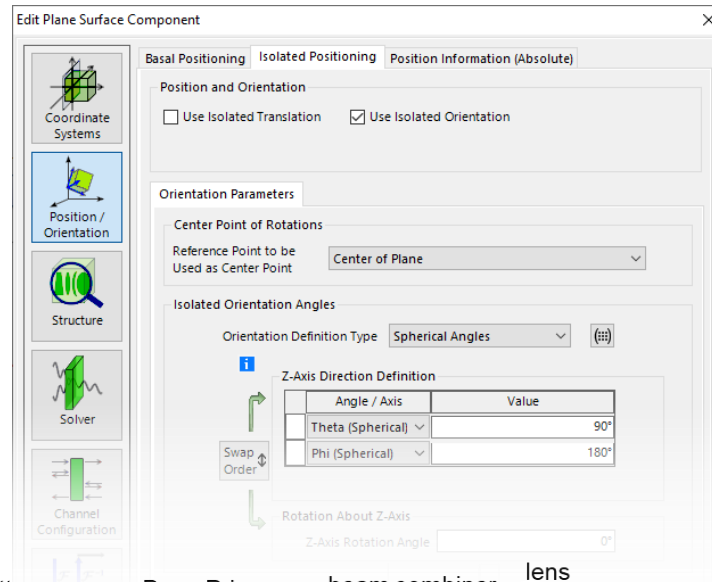 Edit Plane Surface Component
Basal Positioning Isolated Positioning Position Information (Absolute)
Position and Orientation
Use Isolated Translation Use Isolated Orientation
Coordinate
Systems
Position /
Orientation
Structure
Solver
Channel
Configuration
Orientation Parameters
Center Point of Rotations
Reference Point to be
Used as Center Point
Center of Plane
Isolated Orientation Angles
Orientation Definition Type Spherical Angles
i
Z-Axis Direction Definition
Angle / Axis Value
Theta (Spherical) 90°
Phi (Spherical) 180°
Swap
Order
Rotation About Z-Axis
Z-Axis Rotation Angle 0°
beam combiner
lens